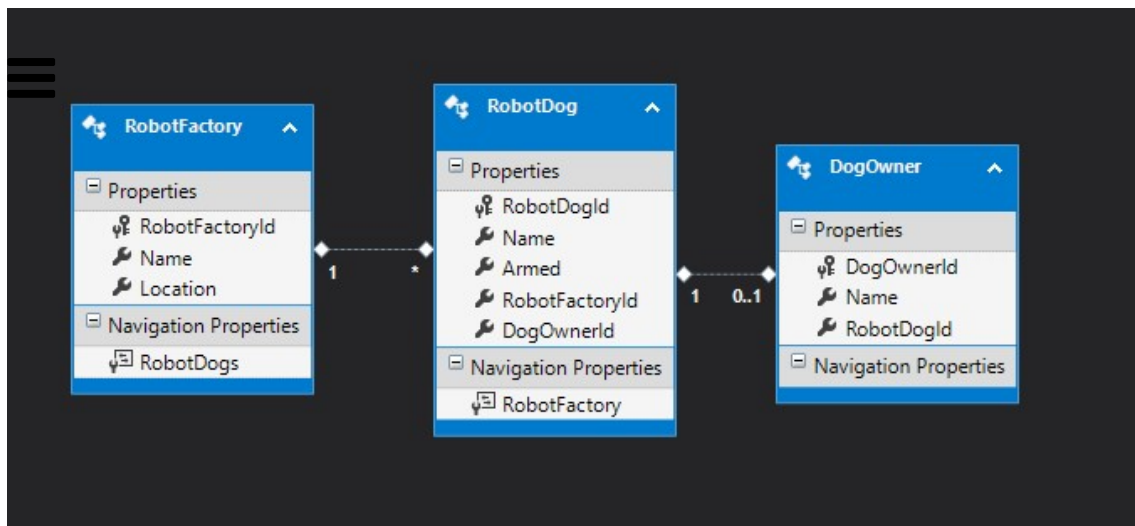 RobotFactory
Properties
RobotFactoryId
Name
Location
Navigation Properties
RobotDogs
1
*
RobotDog
Properties
RobotDogId
Name
Armed
RobotFactoryId
DogOwnerId
Navigation Properties
RobotFactory
1
0..1
DogOwner
Properties
DogOwnerId
Name
RobotDogId
Navigation Properties